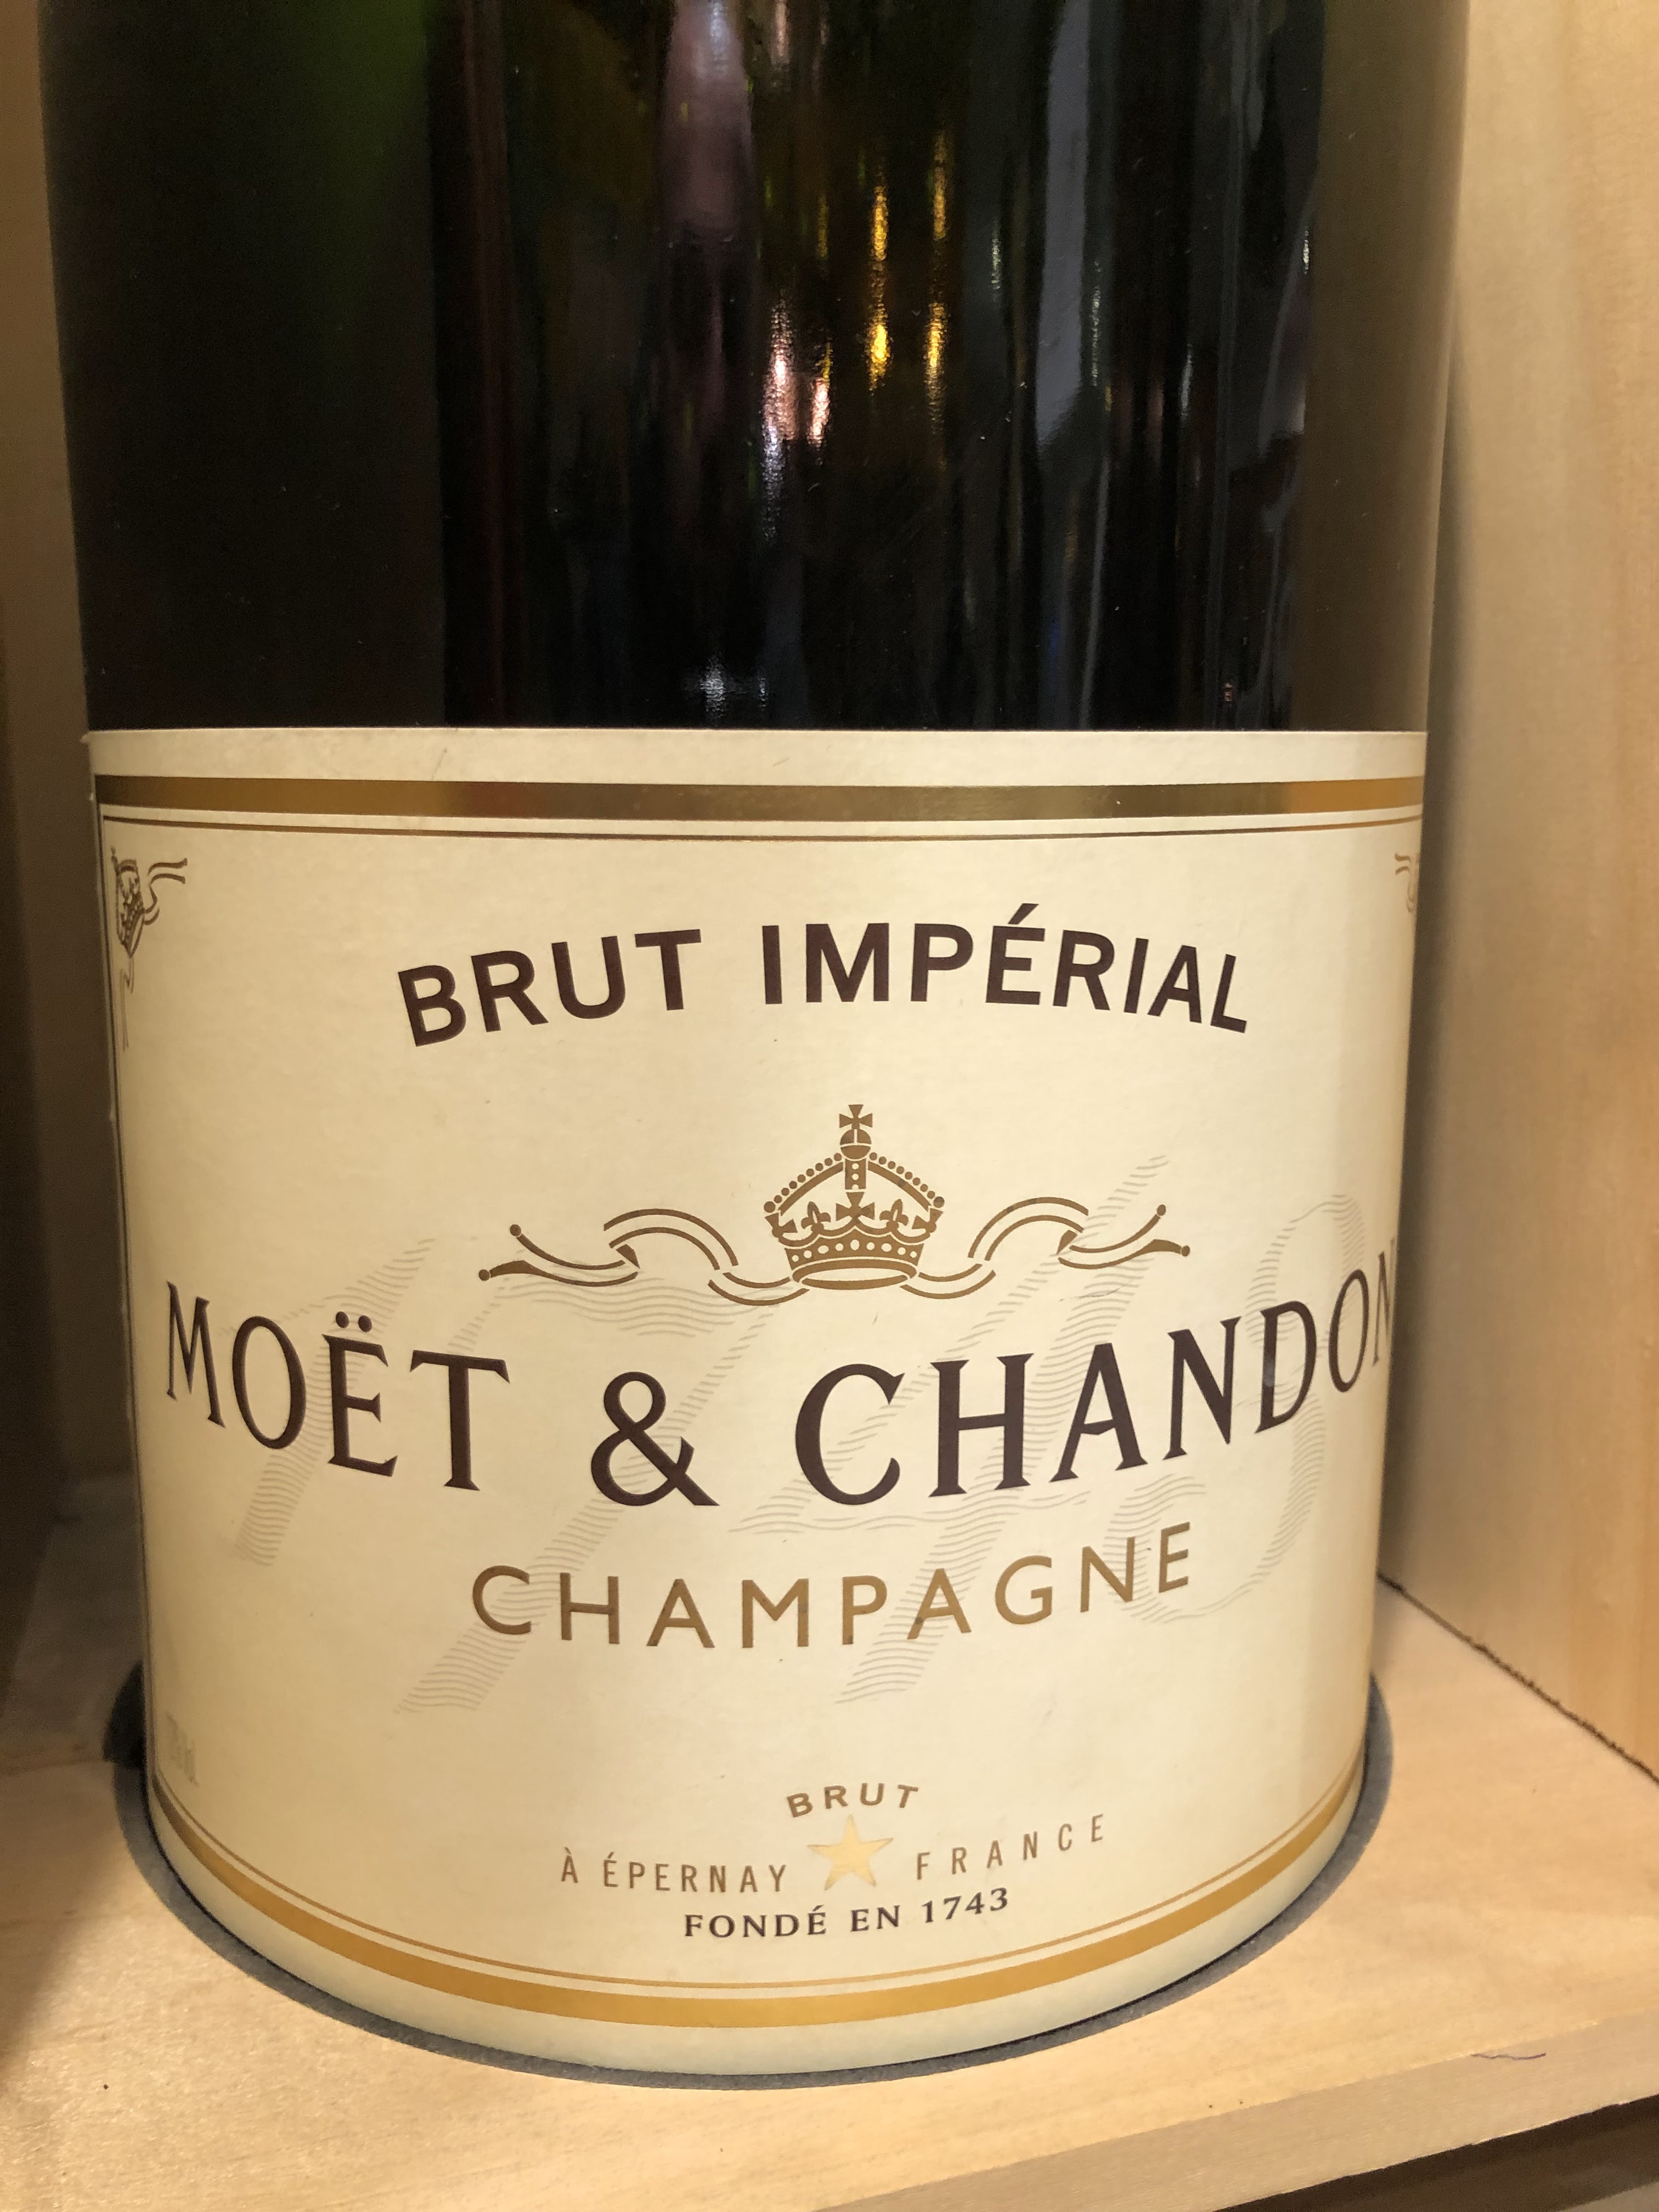 BRUT IMPÉRIAL
MOËT & CHANDON
CHAMPAGNE
BRUT
À ÉPERNAY FRANCE
FONDÉ EN 1743